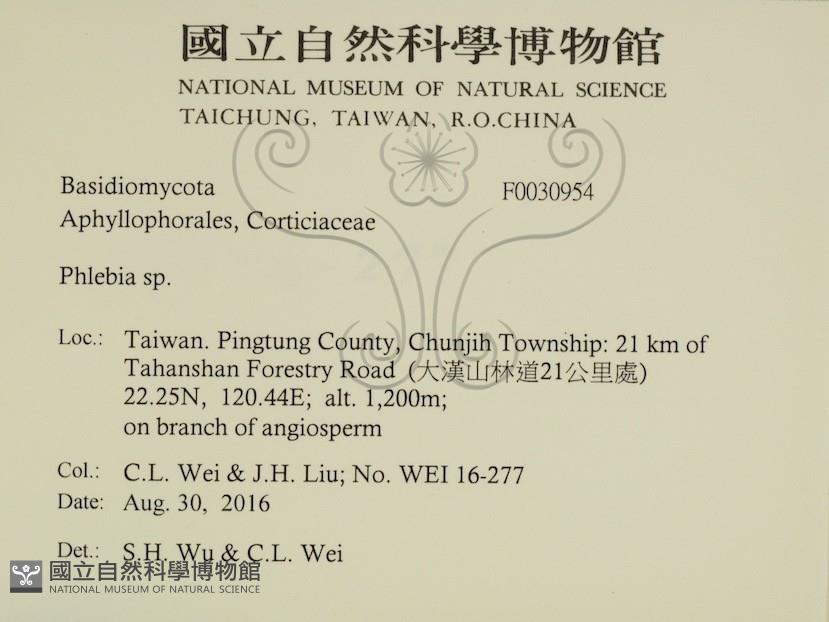 國立自然科學博物館
NATIONAL MUSEUM OF NATURAL SCIENCE
TAICHUNG, TAIWAN, R.O.CHINA
Basidiomycota F0030954
Aphyllophorales, Corticiaceae
Phlebia sp.
Loc.: Taiwan. Pingtung County, Chunjih Township: 21 km of
Tahanshan Forestry Road (大漢山林道21公里處)
22.25N, 120.44E; alt. 1,200m;
on branch of angiosperm
Col.: C.L. Wei & J.H. Liu; No. WEI 16-277
Date: Aug. 30, 2016
Det.: S.H. Wu & C.L. Wei
國立自然科學博物館
NATIONAL MUSEUM OF NATURAL SCIENCE